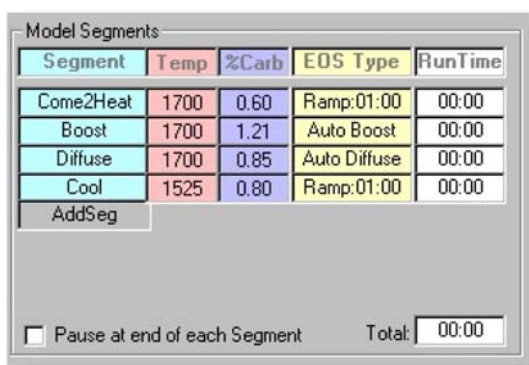 Model Segments
Segment Temp %Carb EOS Type RunTime
Come2Heat 1700 0.60 Ramp:01:00 00:00
Boost 1700 1.21 Auto Boost 00:00
Diffuse 1700 0.85 Auto Diffuse 00:00
Cool 1525 0.80 Ramp:01:00 00:00
AddSeg
Pause at end of each Segment Total: 00:00